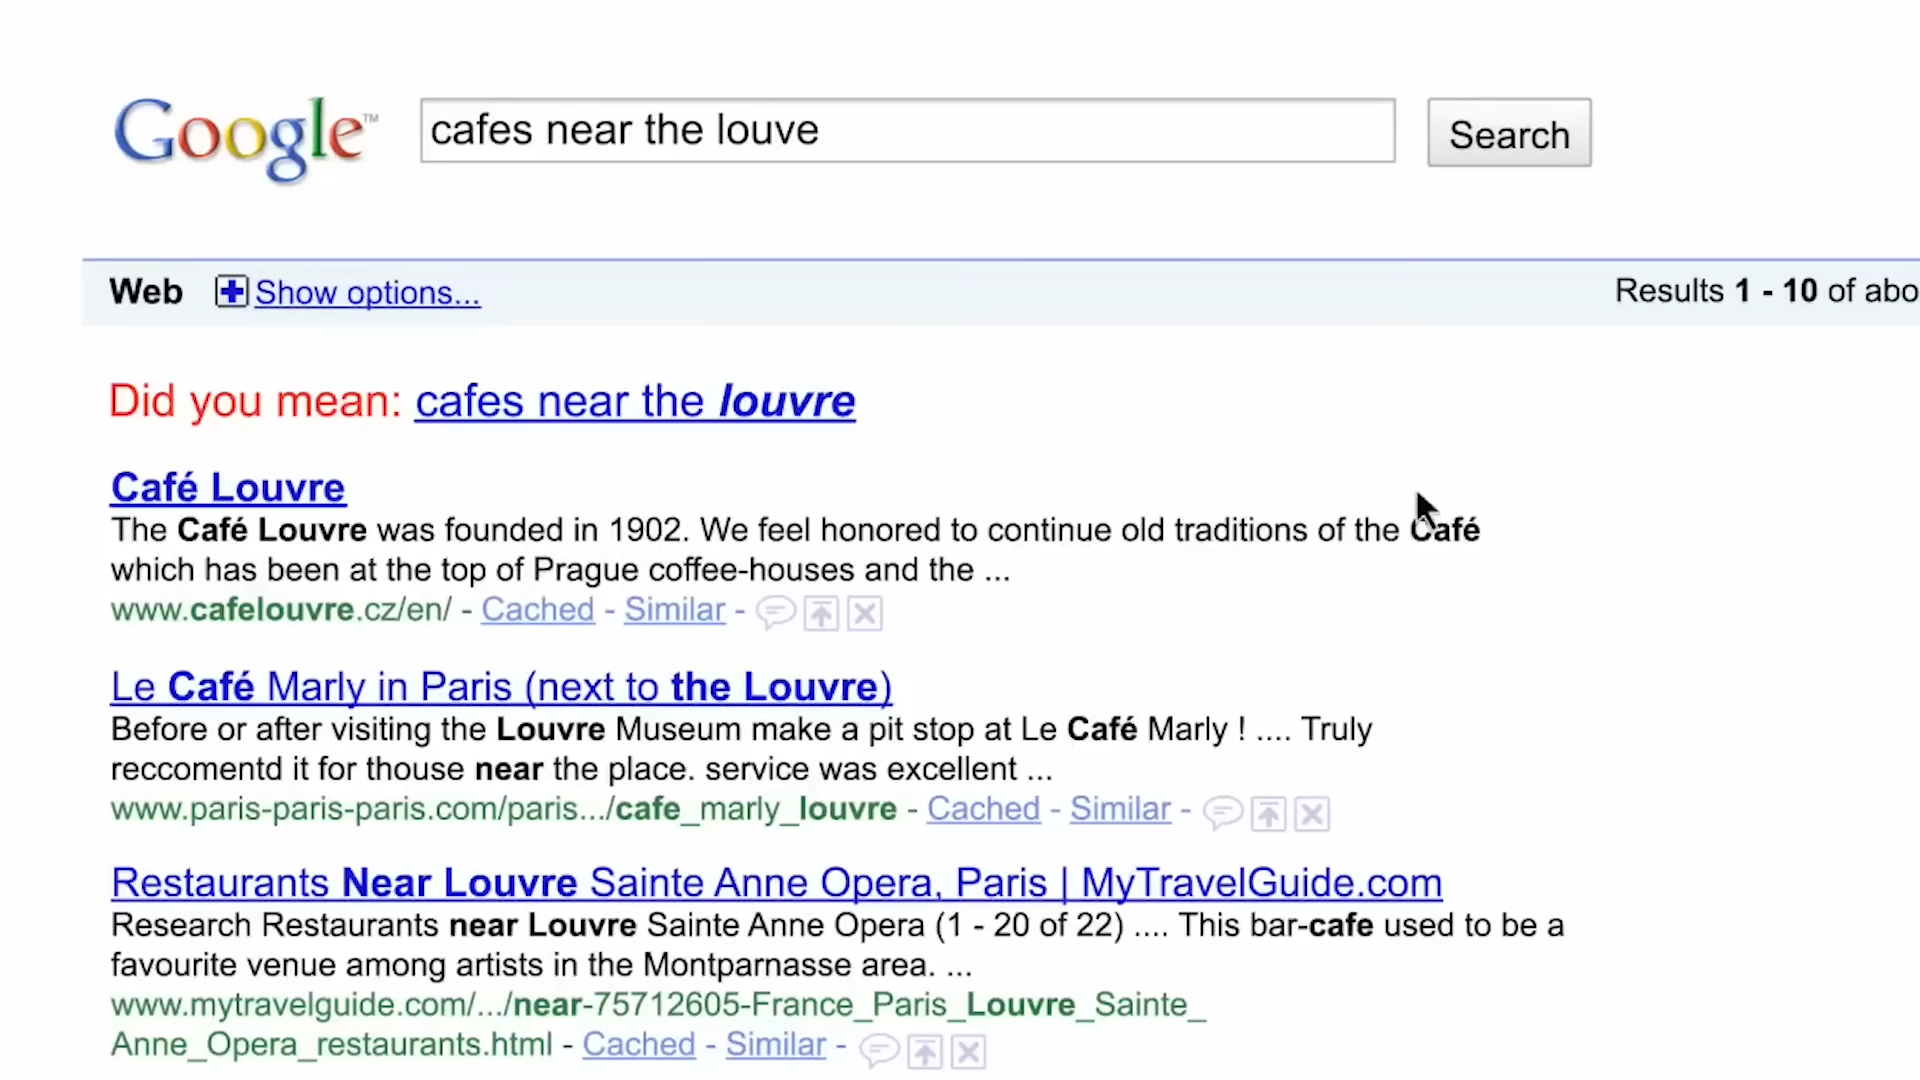 Google™ cafes near the louve Search
Web Show options... Results 1 - 10 of abo
Did you mean: cafes near the louvre
Café Louvre
The Café Louvre was founded in 1902. We feel honored to continue old traditions of the Café
which has been at the top of Prague coffee-houses and the ...
www.cafelouvre.cz/en/ - Cached - Similar -
Le Café Marly in Paris (next to the Louvre)
Before or after visiting the Louvre Museum make a pit stop at Le Café Marly ! .... Truly
reccomentd it for thouse near the place. service was excellent ...
www.paris-paris-paris.com/paris.../cafe_marly_louvre - Cached - Similar -
Restaurants Near Louvre Sainte Anne Opera, Paris | MyTravelGuide.com
Research Restaurants near Louvre Sainte Anne Opera (1 - 20 of 22) .... This bar-cafe used to be a
favourite venue among artists in the Montparnasse area. ...
www.mytravelguide.com/.../near-75712605-France_Paris_Louvre_Sainte_
Anne_Opera_restaurants.html - Cached - Similar -